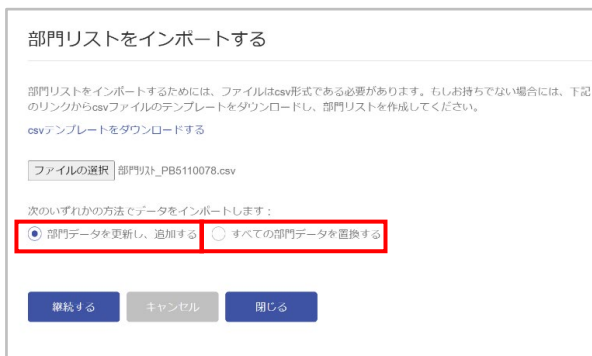 部門リストをインポートする
部門リストをインポートするためには、ファイルはcsv形式である必要があります。もしお持ちでない場合には、下記
のリンクからcsvファイルのテンプレートをダウンロードし、部門リストを作成してください。
csvテンプレートをダウンロードする
ファイルの選択 部門リスト_PB5110078.csv
次のいずれかの方法でデータをインポートします：
部門データを更新し、追加する すべての部門データを置換する
継続する キャンセル 閉じる